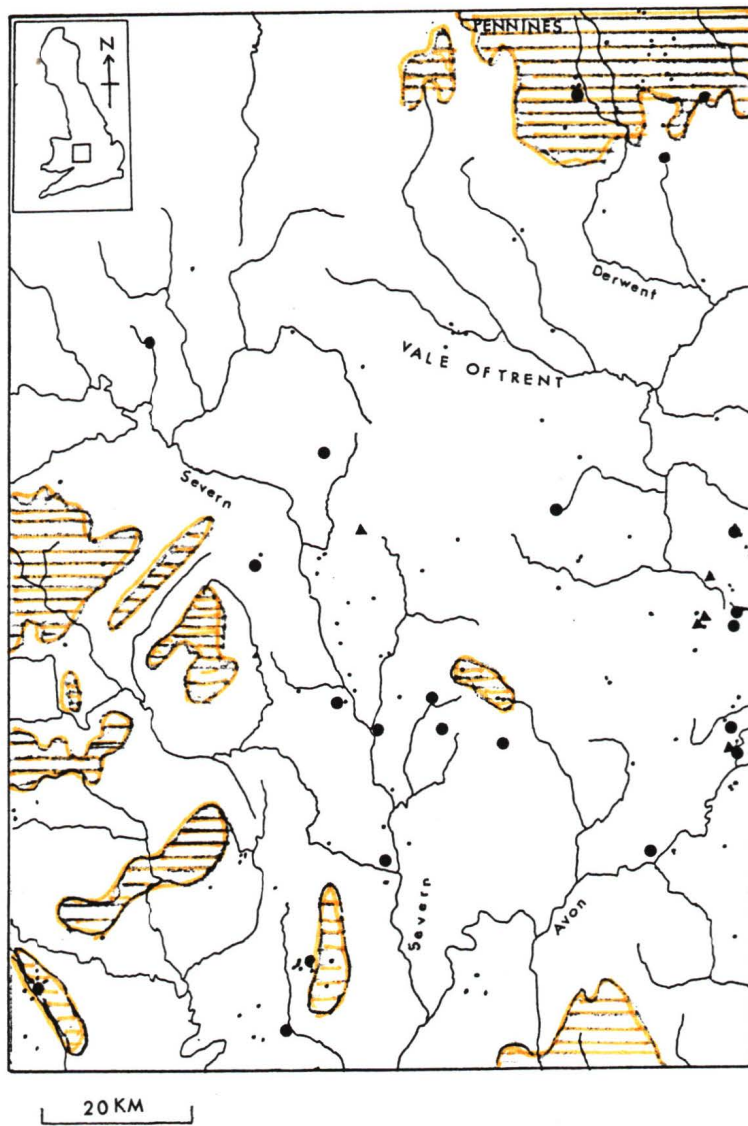 PENNINES
N
Derwent
VALE OF TRENT
Severn
Severn
Avon
20 KM